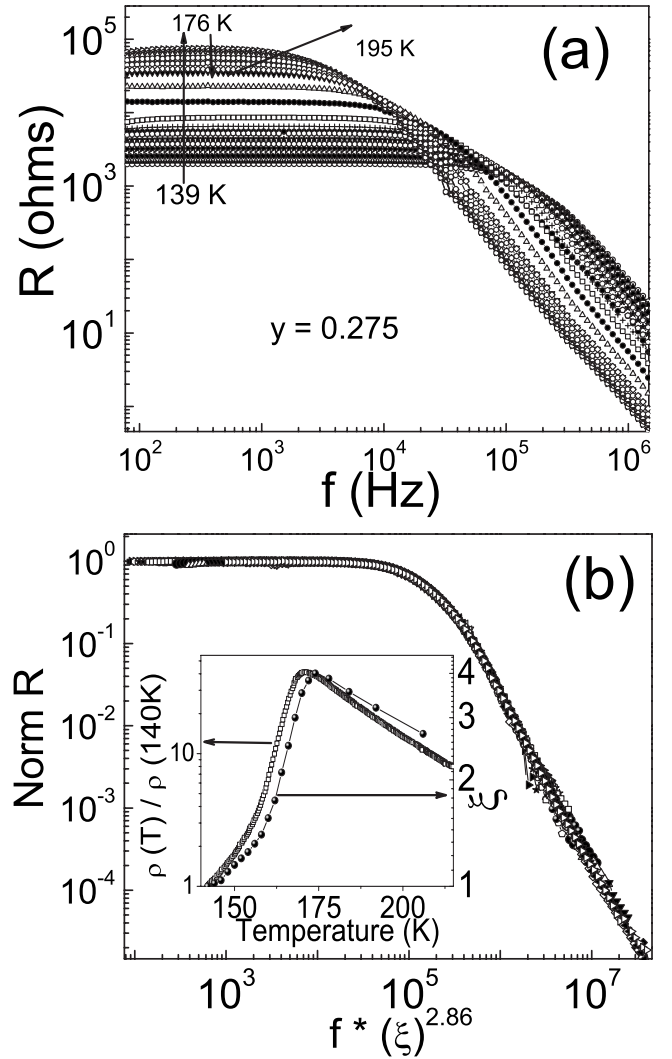 (a)
10^5
176 K
195 K
139 K
10^3
10^1
R (ohms)
y = 0.275
10^2
10^3
10^4
10^5
10^6
f (Hz)
(b)
10^0
10^-1
10^-2
10^-3
10^-4
Norm R
ρ (T) / ρ (140K)
10
1
4
3
2
1
ξ
150
175
200
Temperature (K)
10^3
10^5
10^7
f * (ξ)^2.86